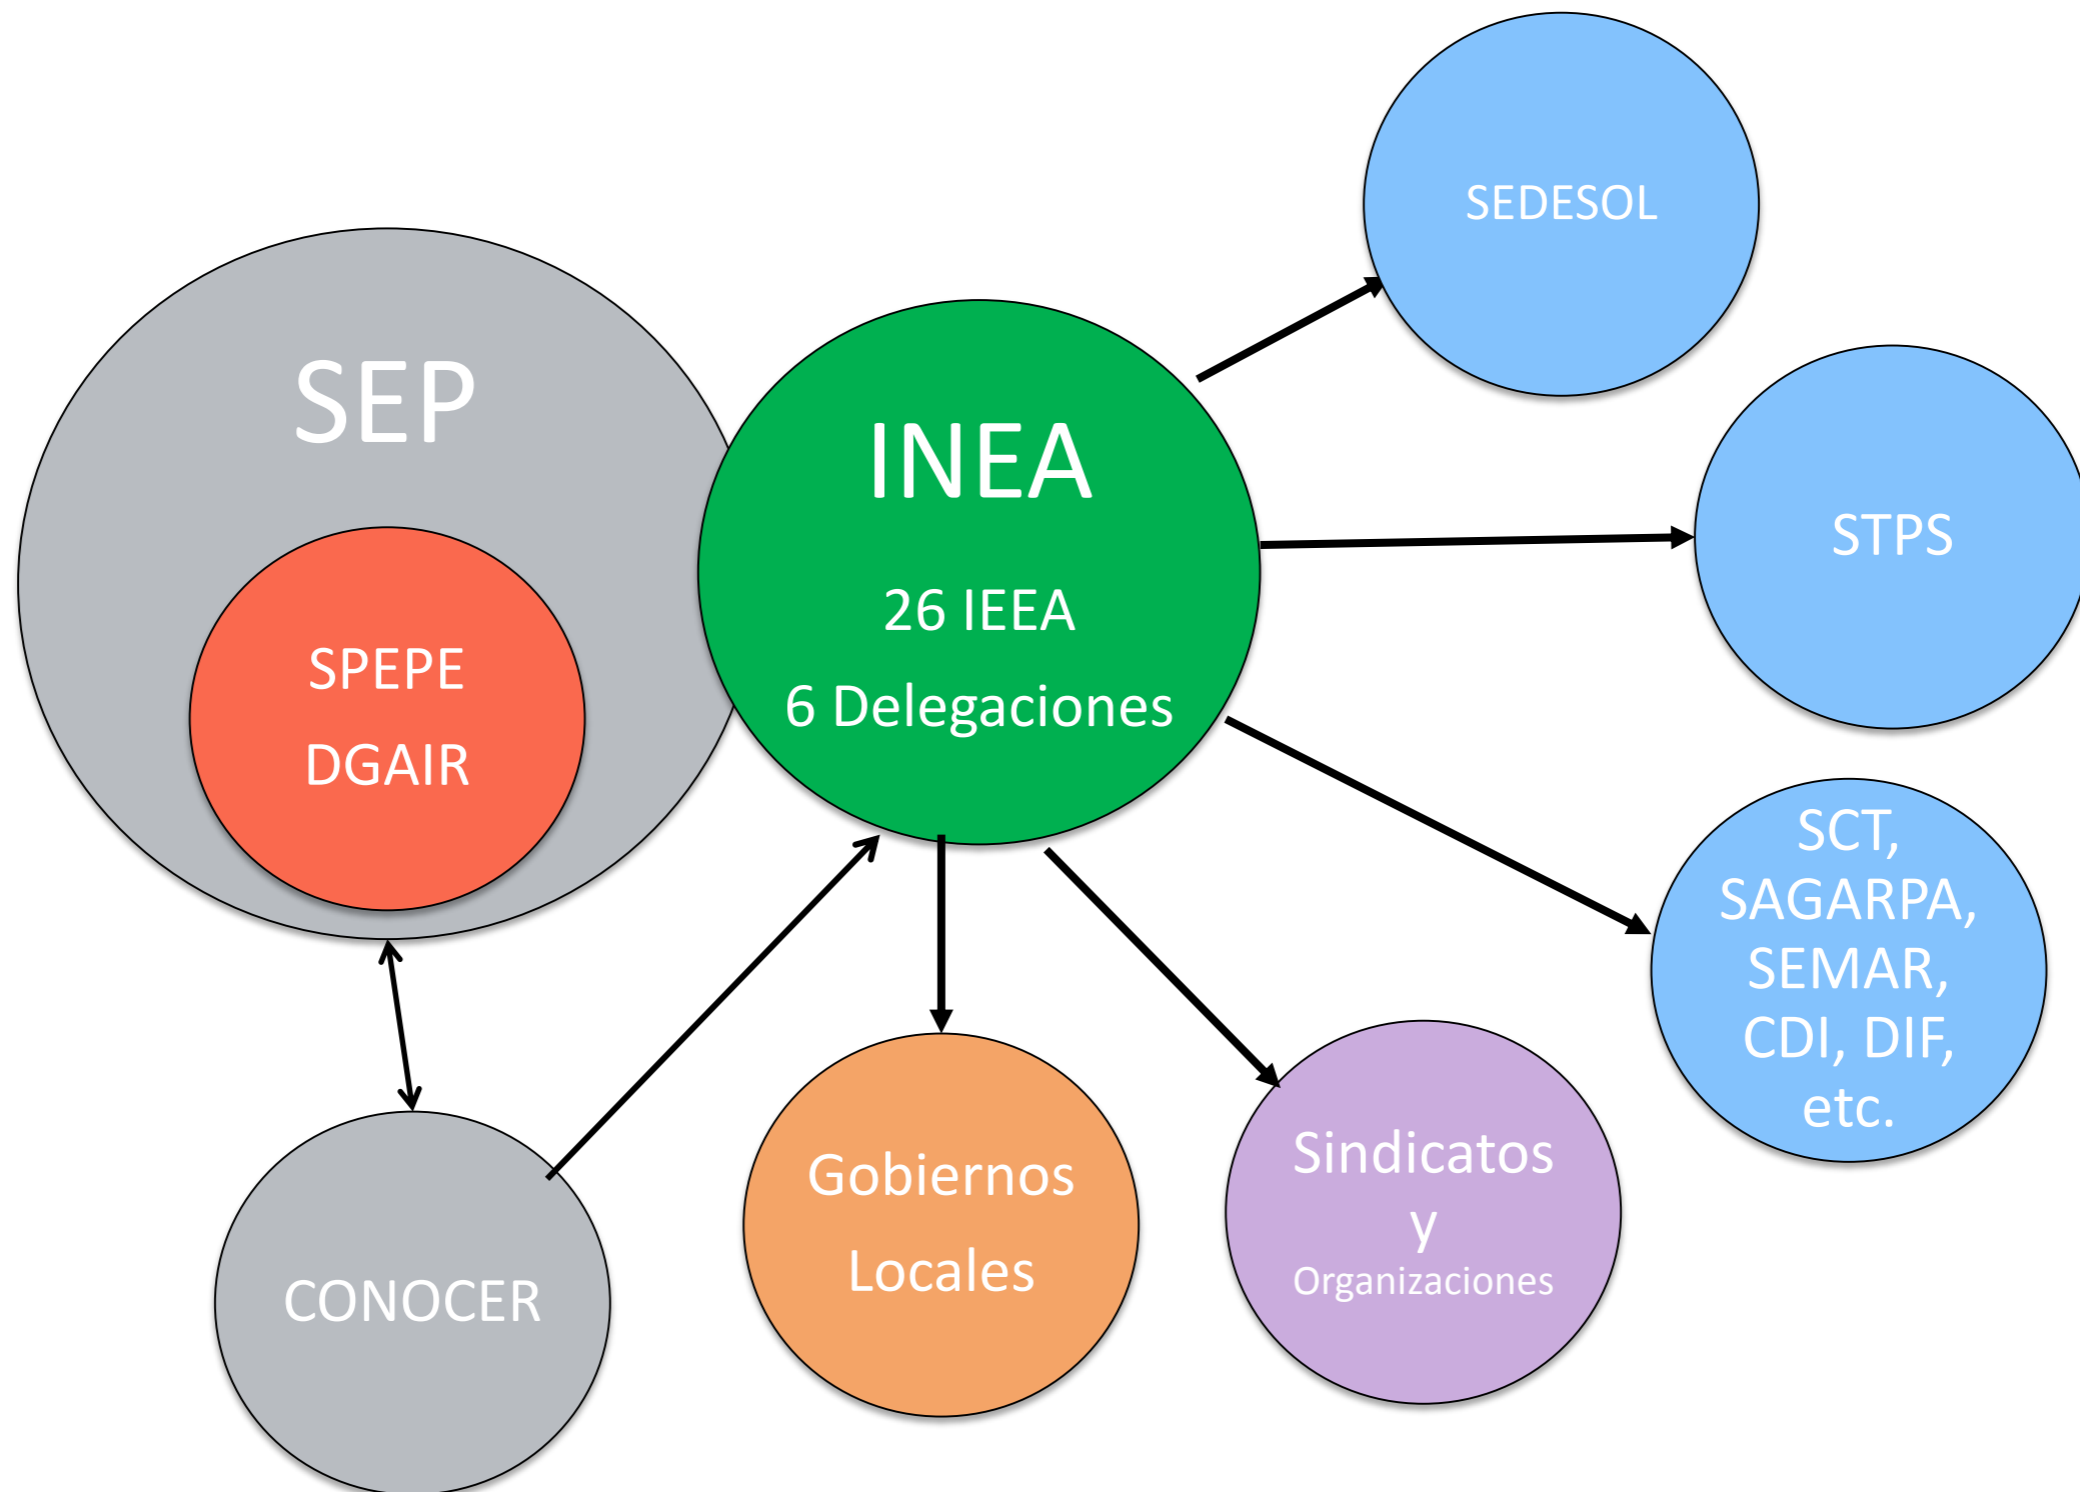 SEDESOL
SEP
INEA
26 IEEA
6 Delegaciones
STPS
SPEPE
DGAIR
SCT,
SAGARPA,
SEMAR,
CDI, DIF,
etc.
CONOCER
Gobiernos
Locales
Sindicatos
y
Organizaciones